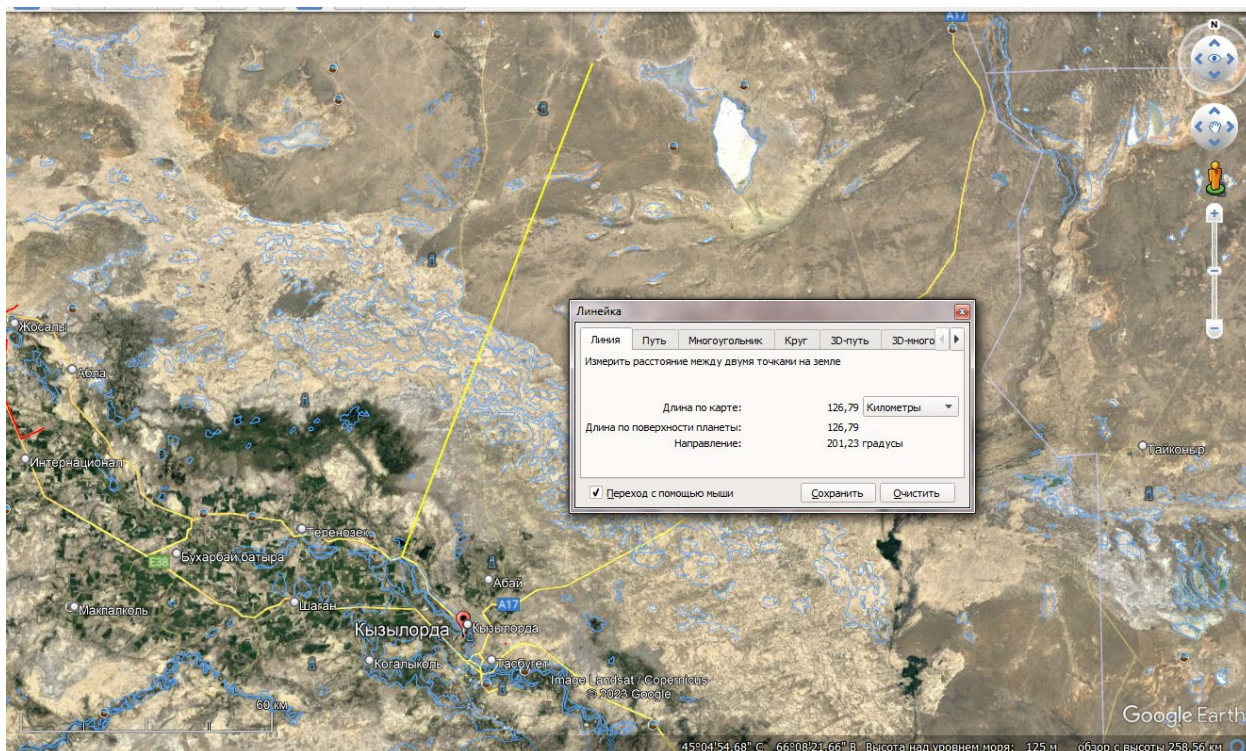 A17
N
Линейка
Линия Путь Многоугольник Круг 3D-путь 3D-много
Измерить расстояние между двумя точками на земле
Длина по карте: 126,79 Километры
Длина по поверхности планеты: 126,79
Направление: 201,23 градусы
Переход с помощью мыши Сохранить Очистить
Жосалы
Абла
Интернационал
Тайконыр
Теренозек
Бухарбай батыра
E38
Абай
Макпалколь
Шаган
A17
Кызылорда
Кызылорда
Когалыколь
Тасбугет
Image Landsat / Copernicus
© 2023 Google
60 км
Google Earth
45°04'54,68" С 66°08'21,66" В Высота над уровнем моря: 125 м обзор с высоты 258,56 км